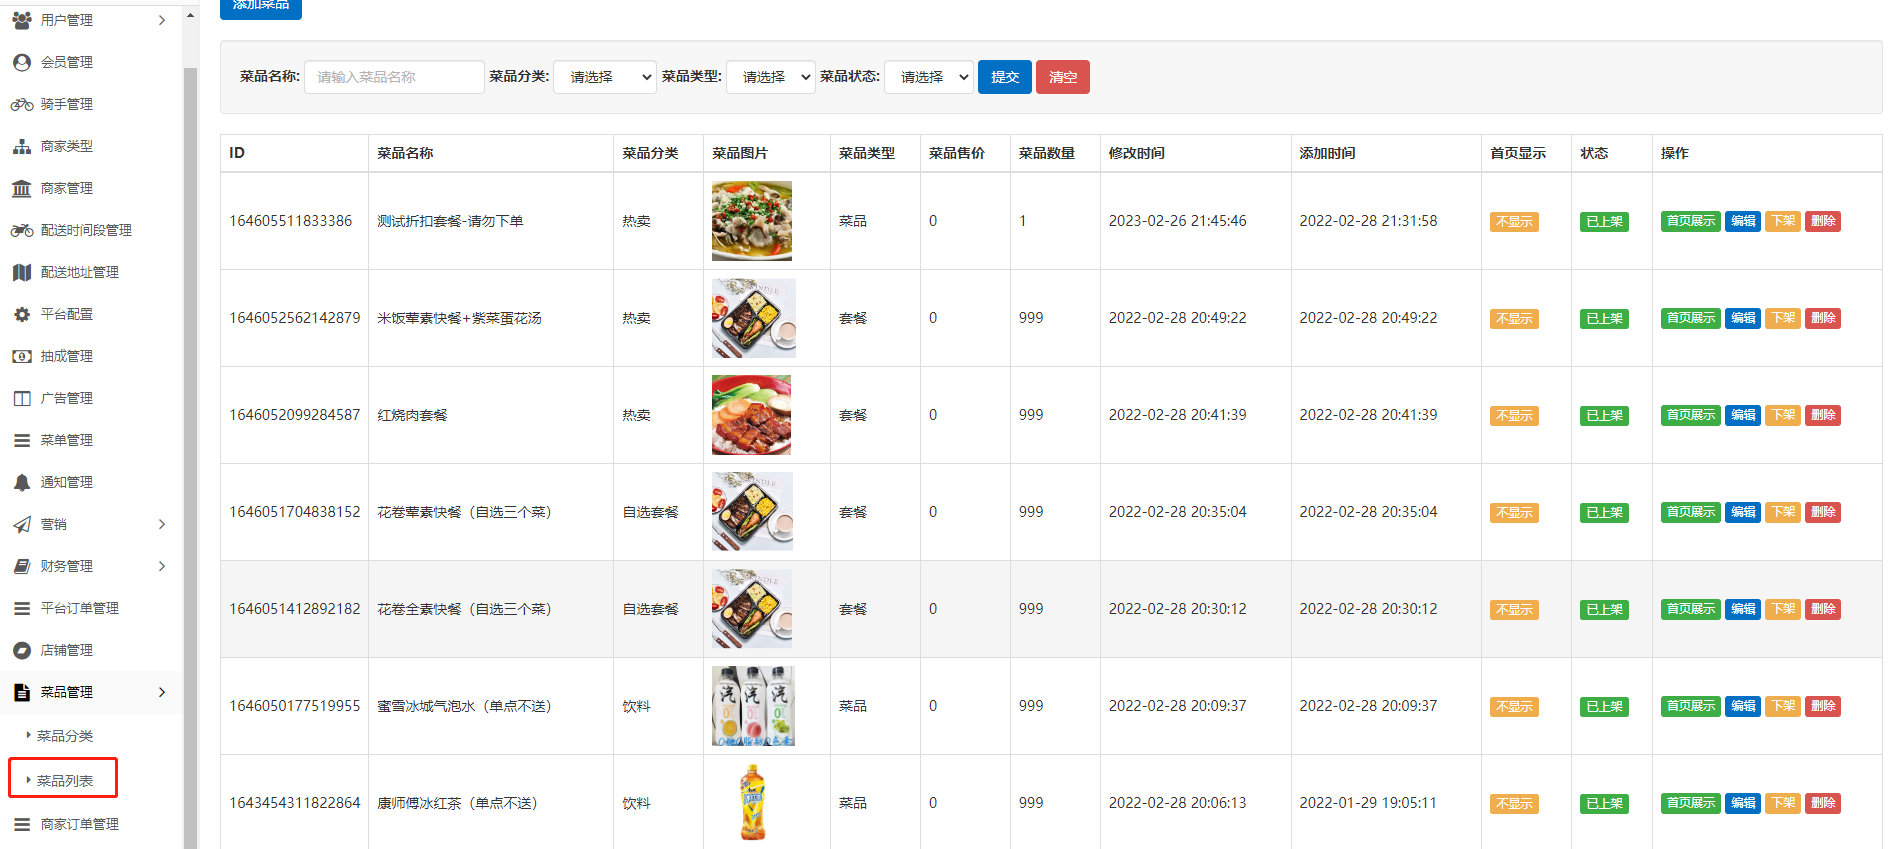 添加菜品
用户管理
会员管理
骑手管理
商家类型
商家管理
配送时间段管理
配送地址管理
平台配置
抽成管理
广告管理
菜单管理
通知管理
营销
财务管理
平台订单管理
店铺管理
菜品管理
菜品分类
菜品列表
商家订单管理
菜品名称: 请输入菜品名称 菜品分类: 请选择 菜品类型: 请选择 菜品状态: 请选择 提交 清空
ID 菜品名称 菜品分类 菜品图片 菜品类型 菜品售价 菜品数量 修改时间 添加时间 首页显示 状态 操作
164605511833386 测试折扣套餐-请勿下单 热卖 菜品 0 1 2023-02-26 21:45:46 2022-02-28 21:31:58 不显示 已上架 首页展示 编辑 下架 删除
1646052562142879 米饭荤素快餐+紫菜蛋花汤 热卖 套餐 0 999 2022-02-28 20:49:22 2022-02-28 20:49:22 不显示 已上架 首页展示 编辑 下架 删除
1646052099284587 红烧肉套餐 热卖 套餐 0 999 2022-02-28 20:41:39 2022-02-28 20:41:39 不显示 已上架 首页展示 编辑 下架 删除
1646051704838152 花卷荤素快餐（自选三个菜） 自选套餐 套餐 0 999 2022-02-28 20:35:04 2022-02-28 20:35:04 不显示 已上架 首页展示 编辑 下架 删除
1646051412892182 花卷全素快餐（自选三个菜） 自选套餐 套餐 0 999 2022-02-28 20:30:12 2022-02-28 20:30:12 不显示 已上架 首页展示 编辑 下架 删除
1646050177519955 蜜雪冰城气泡水（单点不送） 饮料 汽 汽 汽 菜品 0 999 2022-02-28 20:09:37 2022-02-28 20:09:37 不显示 已上架 首页展示 编辑 下架 删除
1643454311822864 康师傅冰红茶（单点不送） 饮料 菜品 0 999 2022-02-28 20:06:13 2022-01-29 19:05:11 不显示 已上架 首页展示 编辑 下架 删除